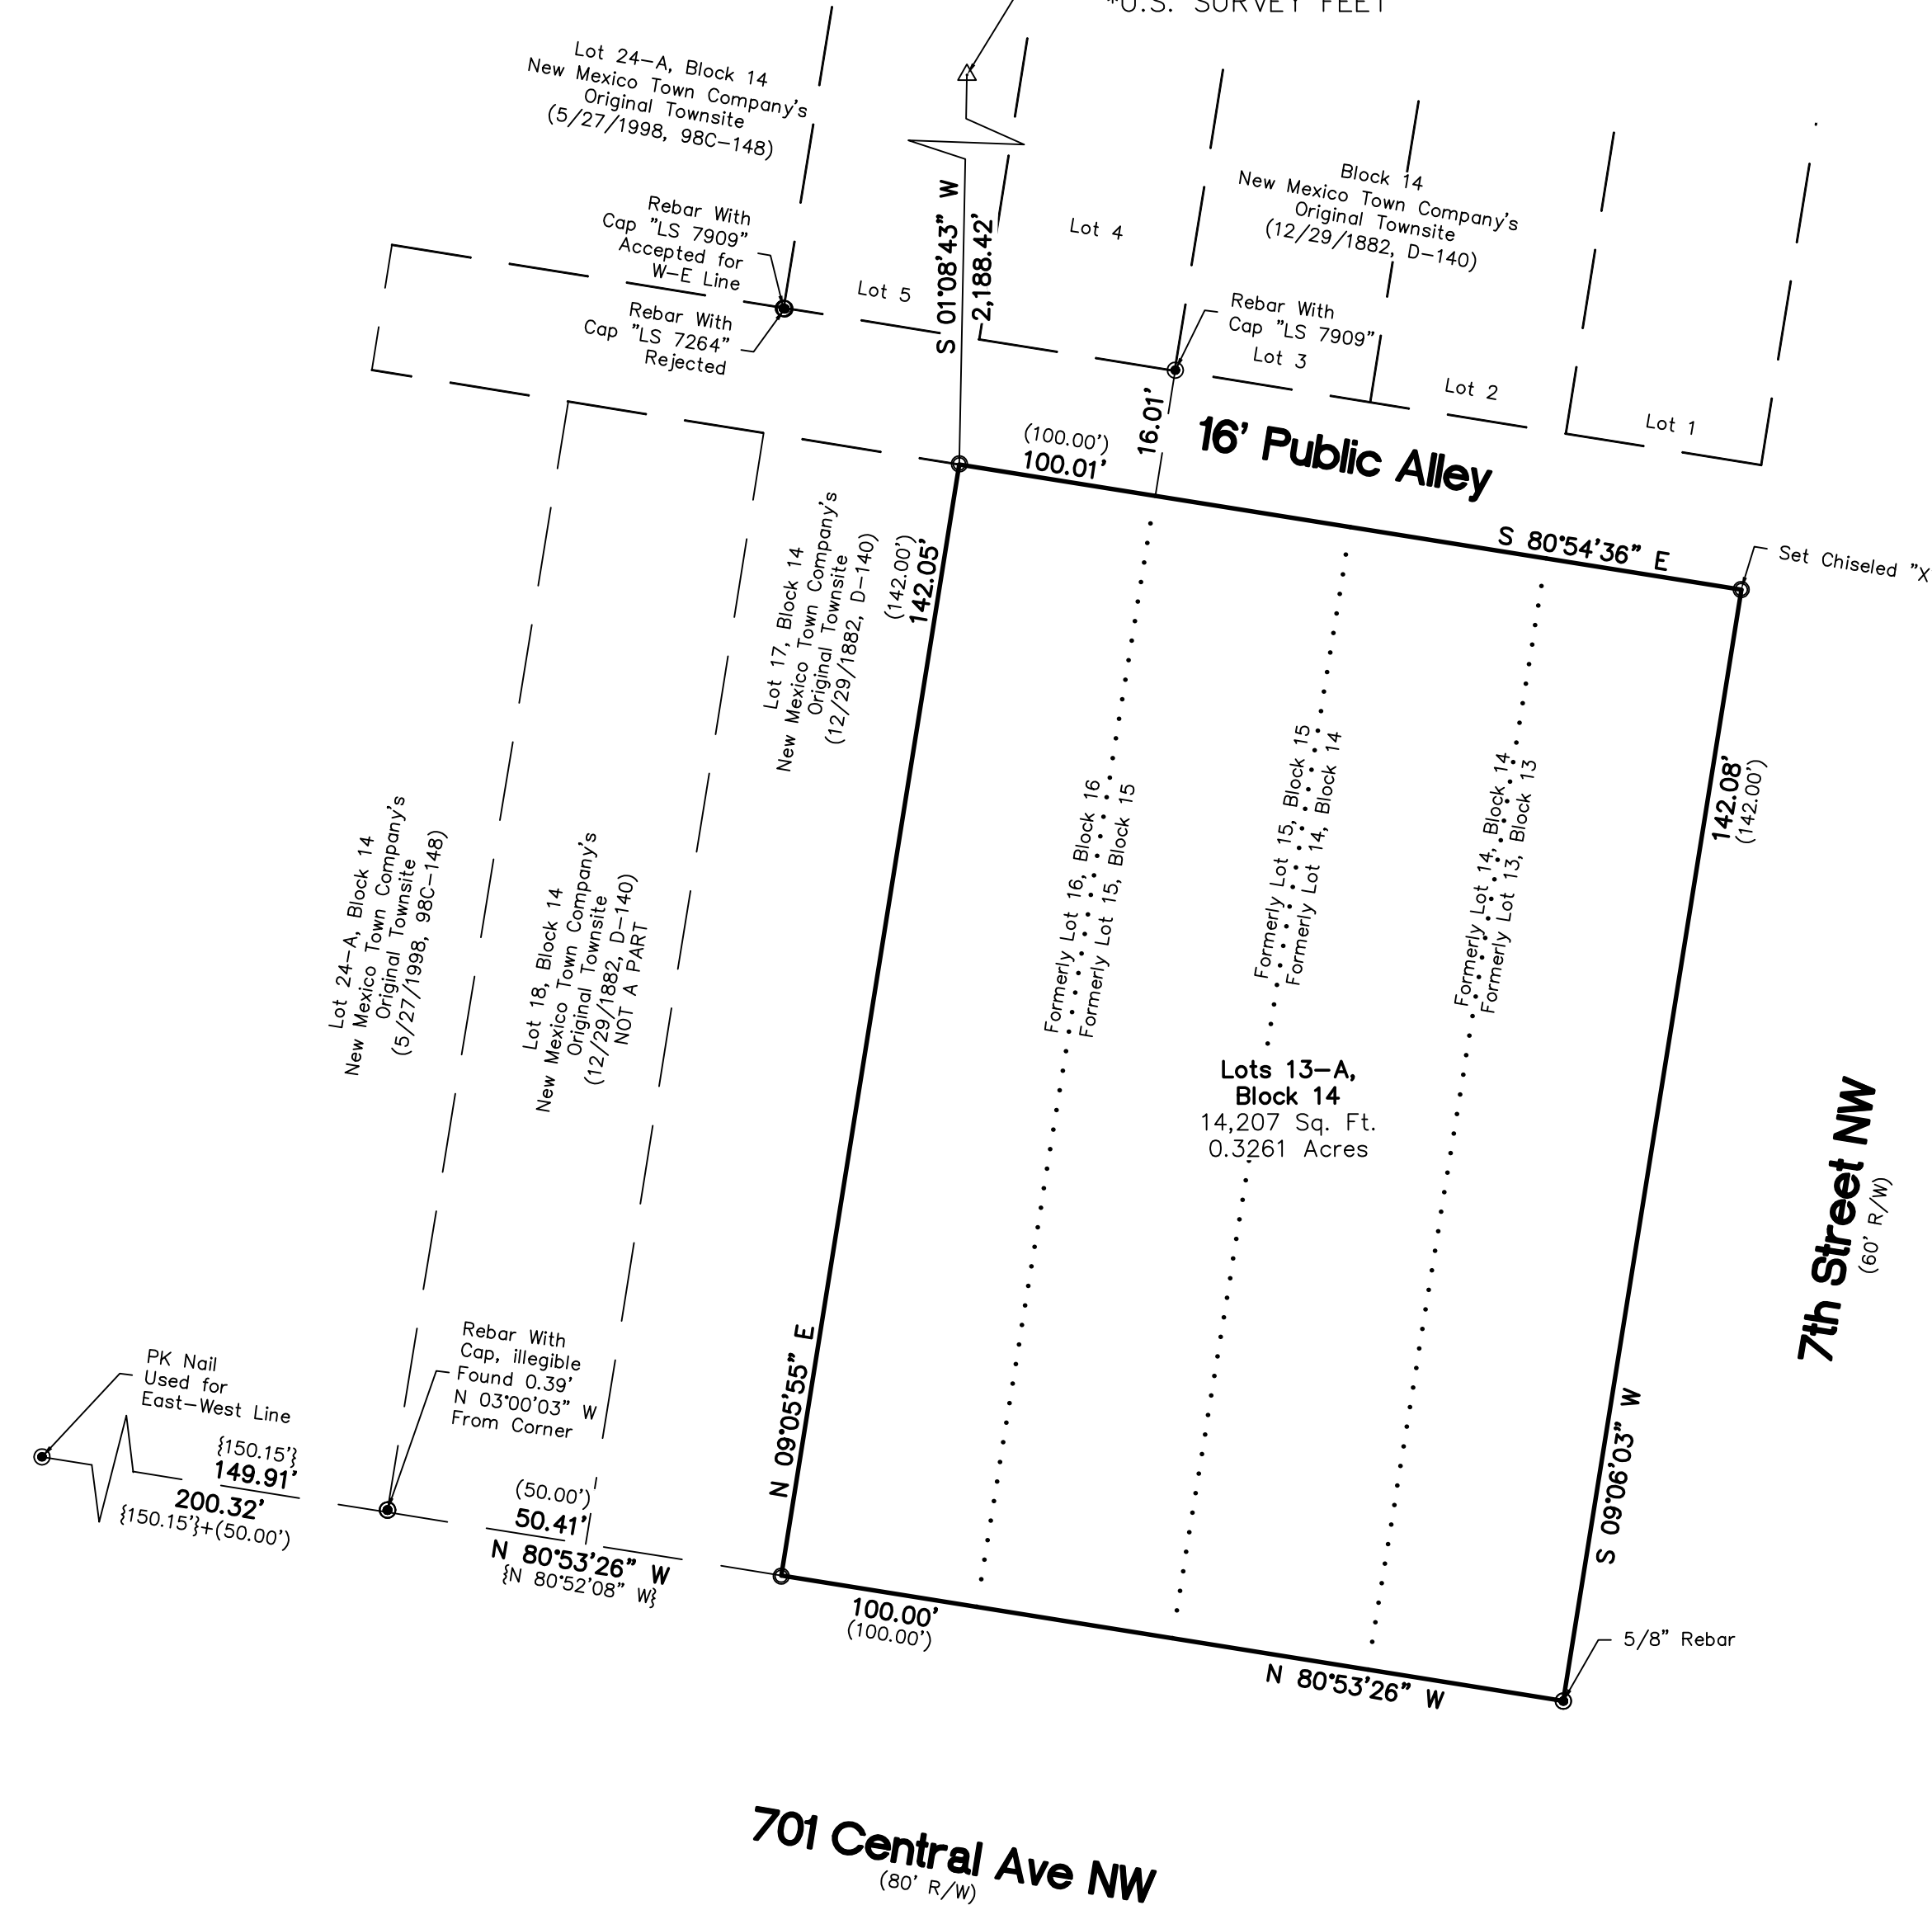 *U.S. SURVEY FEET
Lot 24-A, Block 14
New Mexico Town Company's
Original Townsite
(5/27/1998, 98C-148)
Rebar With
Cap "LS 7909"
Accepted for
W-E Line
Rebar With
Cap "LS 7264"
Rejected
Lot 5
S 01°08'43" W
2,188.42'
Lot 4
Block 14
New Mexico Town Company's
Original Townsite
(12/29/1882, D-140)
Rebar With
Cap "LS 7909"
Lot 3
Lot 2
Lot 1
16.01'
16' Public Alley
(100.00')
100.01'
S 80°54'36" E
Set Chiseled "X
Lot 17, Block 14
New Mexico Town Company's
Original Townsite
(12/29/1882, D-140)
(142.00')
142.05'
142.08'
(142.00')
Formerly Lot 16, Block 16
Formerly Lot 15, Block 15
Formerly Lot 15, Block 15
Formerly Lot 14, Block 14
Formerly Lot 14, Block 14
Formerly Lot 13, Block 13
Lot 24-A, Block 14
New Mexico Town Company's
Original Townsite
(5/27/1998, 98C-148)
Lot 18, Block 14
New Mexico Town Company's
Original Townsite
(12/29/1882, D-140)
NOT A PART
Lots 13-A,
Block 14
14,207 Sq. Ft.
0.3261 Acres
7th Street NW
(60' R/W)
N 09°05'55" E
S 09°06'03" W
PK Nail
Used for
East-West Line
Rebar With
Cap, illegible
Found 0.39'
N 03°00'03" W
From Corner
{150.15'}
149.91'
200.32'
{150.15'}+(50.00')
(50.00')
50.41'
N 80°53'26" W
{N 80°52'08" W}
100.00'
(100.00')
N 80°53'26" W
5/8" Rebar
701 Central Ave NW
(80' R/W)